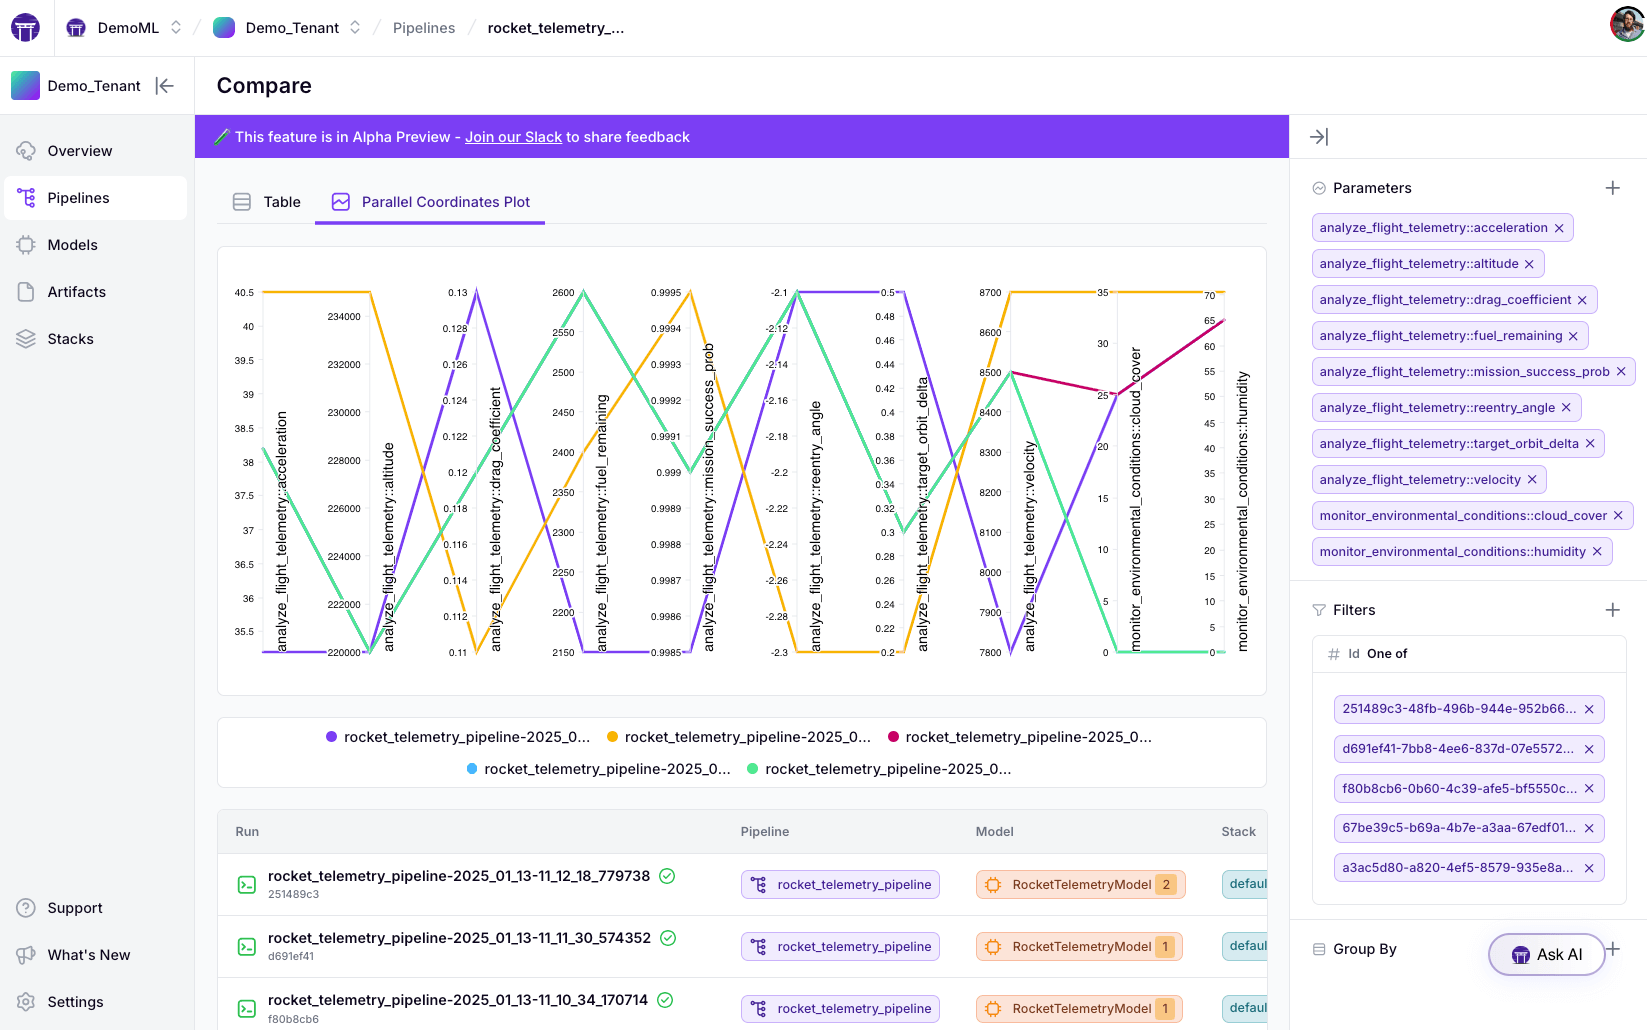 DemoML
Demo_Tenant
Pipelines
rocket_telemetry_...
Demo_Tenant
Compare
This feature is in Alpha Preview - Join our Slack to share feedback
Overview
Pipelines
Models
Artifacts
Stacks
Support
What's New
Settings
Table
Parallel Coordinates Plot
40.5
40
39.5
39
38.5
38
37.5
37
36.5
36
35.5
analyze_flight_telemetry::acceleration
234000
232000
230000
228000
226000
224000
222000
220000
analyze_flight_telemetry::altitude
0.13
0.128
0.126
0.124
0.122
0.12
0.118
0.116
0.114
0.112
0.11
analyze_flight_telemetry::drag_coefficient
2600
2550
2500
2450
2400
2350
2300
2250
2200
2150
analyze_flight_telemetry::fuel_remaining
0.9995
0.9994
0.9993
0.9992
0.9991
0.999
0.9989
0.9988
0.9987
0.9986
0.9985
analyze_flight_telemetry::mission_success_prob
-2.1
-2.12
-2.14
-2.16
-2.18
-2.2
-2.22
-2.24
-2.26
-2.28
-2.3
analyze_flight_telemetry::reentry_angle
0.5
0.48
0.46
0.44
0.42
0.4
0.38
0.36
0.34
0.32
0.3
0.28
0.26
0.24
0.22
0.2
analyze_flight_telemetry::target_orbit_delta
8700
8600
8500
8400
8300
8200
8100
8000
7900
7800
analyze_flight_telemetry::velocity
35
30
25
20
15
10
5
0
monitor_environmental_conditions::cloud_cover
70
65
60
55
50
45
40
35
30
25
20
15
10
5
0
monitor_environmental_conditions::humidity
rocket_telemetry_pipeline-2025_0...
rocket_telemetry_pipeline-2025_0...
rocket_telemetry_pipeline-2025_0...
rocket_telemetry_pipeline-2025_0...
rocket_telemetry_pipeline-2025_0...
Run Pipeline Model Stack
rocket_telemetry_pipeline-2025_01_13-11_12_18_779738
251489c3
rocket_telemetry_pipeline
RocketTelemetryModel 2
defaul
rocket_telemetry_pipeline-2025_01_13-11_11_30_574352
d691ef41
rocket_telemetry_pipeline
RocketTelemetryModel 1
defaul
rocket_telemetry_pipeline-2025_01_13-11_10_34_170714
f80b8cb6
rocket_telemetry_pipeline
RocketTelemetryModel 1
defaul
Parameters
analyze_flight_telemetry::acceleration
analyze_flight_telemetry::altitude
analyze_flight_telemetry::drag_coefficient
analyze_flight_telemetry::fuel_remaining
analyze_flight_telemetry::mission_success_prob
analyze_flight_telemetry::reentry_angle
analyze_flight_telemetry::target_orbit_delta
analyze_flight_telemetry::velocity
monitor_environmental_conditions::cloud_cover
monitor_environmental_conditions::humidity
Filters
# Id One of
251489c3-48fb-496b-944e-952b66...
d691ef41-7bb8-4ee6-837d-07e5572...
f80b8cb6-0b60-4c39-afe5-bf5550c...
67be39c5-b69a-4b7e-a3aa-67edf01...
a3ac5d80-a820-4ef5-8579-935e8a...
Group By
Ask AI